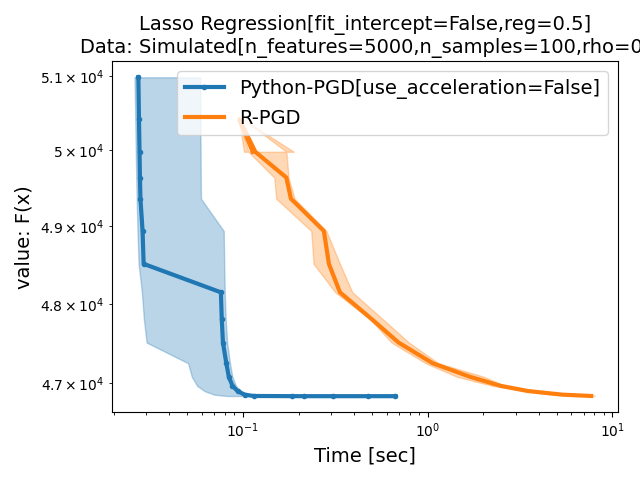 Lasso Regression[fit_intercept=False,reg=0.5]
Data: Simulated[n_features=5000,n_samples=100,rho=0
Python-PGD[use_acceleration=False]
R-PGD
value: F(x)
5.1 × 10⁴
5 × 10⁴
4.9 × 10⁴
4.8 × 10⁴
4.7 × 10⁴
10⁻¹ 10⁰ 10¹
Time [sec]